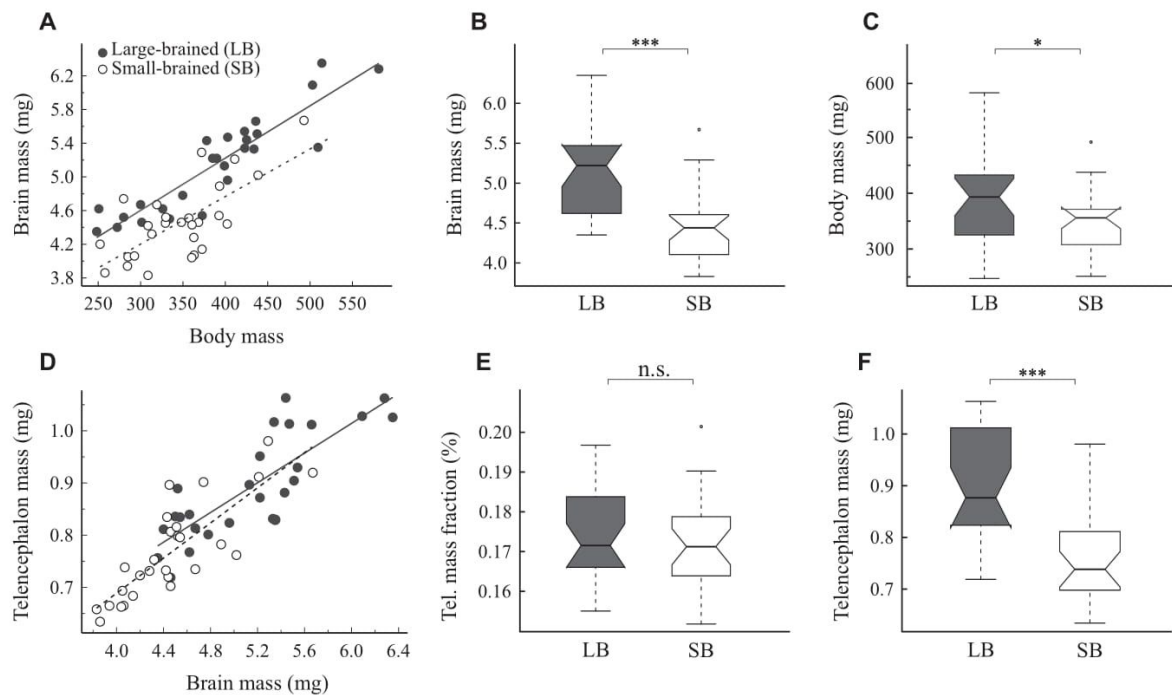 A
Large-brained (LB)
Small-brained (SB)
Brain mass (mg)
6.2
5.8
5.4
5.0
4.6
4.2
3.8
250 300 350 400 450 500 550
Body mass
B
***
Brain mass (mg)
6.0
5.5
5.0
4.5
4.0
LB SB
C
*
Body mass (mg)
600
500
400
300
LB SB
D
Telencephalon mass (mg)
1.0
0.9
0.8
0.7
4.0 4.4 4.8 5.2 5.6 6.0 6.4
Brain mass (mg)
E
n.s.
Tel. mass fraction (%)
0.20
0.18
0.17
0.16
LB SB
F
***
Telencephalon mass (mg)
1.0
0.9
0.8
0.7
LB SB